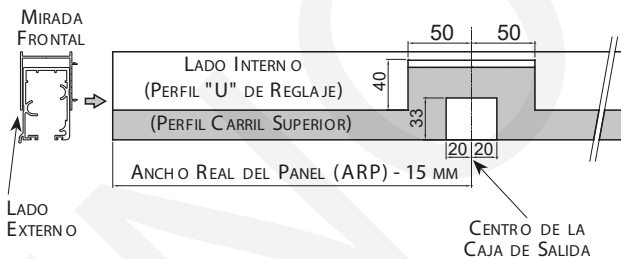 MIRADA
FRONTAL
50 50
LADO INTERNO
(PERFIL "U" DE REGLAJE)
40
(PERFIL CARRIL SUPERIOR)
33
20 20
ANCHO REAL DEL PANEL (ARP) - 15 MM
LADO
EXTERNO
CENTRO DE LA
CAJA DE SALIDA